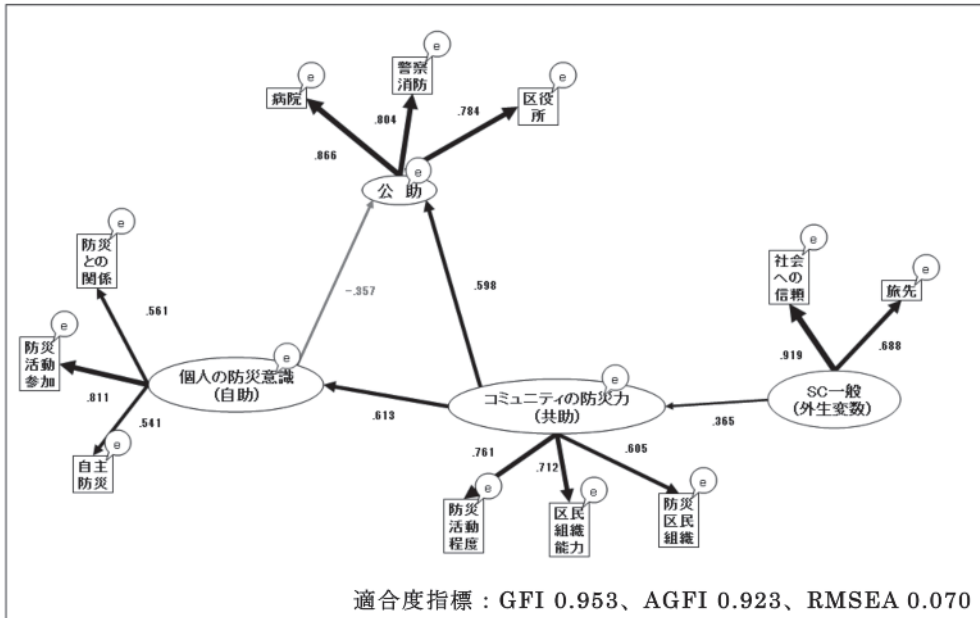 e
警察
消防
e
病院
e
区役
所
.804
.784
.866
e
公 助
e
防災
との
関係
e
社会
への
信頼
e
旅先
-.357
.598
.561
e
防災
活動
参加
.919
.688
e
個人の防災意識
(自助)
.811
.541
e
コミュニティの防災力
(共助)
SC一般
(外生変数)
.613
.365
e
自主
防災
.761
.712
.605
e
防災
活動
程度
e
区民
組織
能力
e
防災
区民
組織
適合度指標:GFI 0.953、AGFI 0.923、RMSEA 0.070